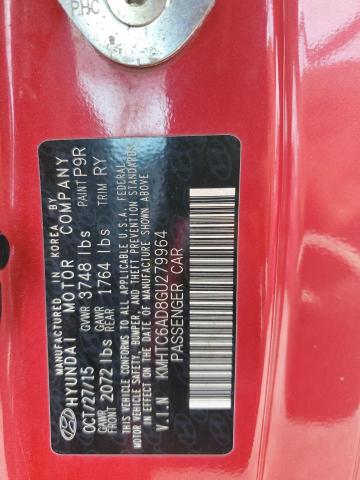 PHC
MANUFACTURED IN KOREA BY
HYUNDAI MOTOR COMPANY
OCT/27/15 GVWR 3748 lbs PAINT P9R
GAWR FRONT 2072 lbs GAWR REAR 1764 lbs TRIM RY
THIS VEHICLE CONFORMS TO ALL APPLICABLE U.S.A. FEDERAL
MOTOR VEHICLE SAFETY, BUMPER, AND THEFT PREVENTION STANDARDS
IN EFFECT ON THE DATE OF MANUFACTURE SHOWN ABOVE
V.I.N KMHTC6AD8GU279964
PASSENGER CAR